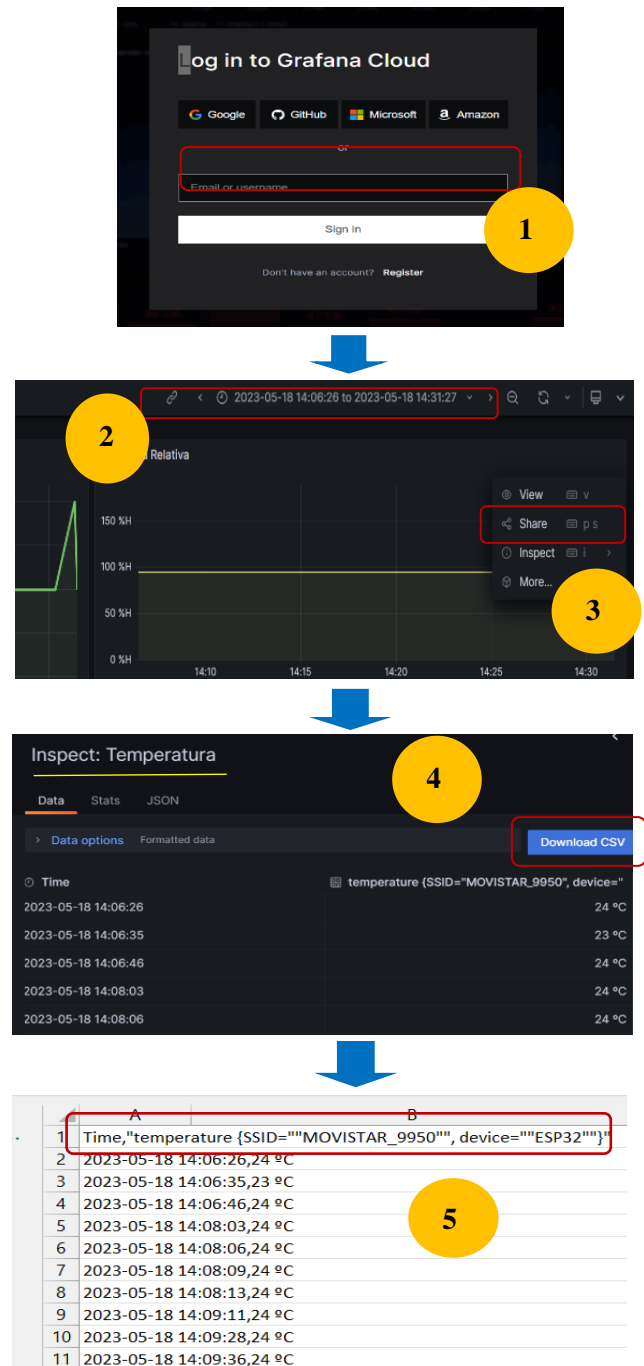 Log in to Grafana Cloud
Google GitHub Microsoft Amazon
or
Email or username
Sign In
1
Don't have an account? Register
2023-05-18 14:06:26 to 2023-05-18 14:31:27
2
Relativa
View v
Share p s
Inspect i
More...
3
150 %H
100 %H
50 %H
0 %H
14:10 14:15 14:20 14:25 14:30
Inspect: Temperatura
4
Data Stats JSON
Data options Formatted data
Download CSV
Time temperature {SSID="MOVISTAR_9950", device="
2023-05-18 14:06:26 24 ºC
2023-05-18 14:06:35 23 ºC
2023-05-18 14:06:46 24 ºC
2023-05-18 14:08:03 24 ºC
2023-05-18 14:08:06 24 ºC
A B
1 Time,"temperature {SSID=""MOVISTAR_9950"", device=""ESP32""}"
2 2023-05-18 14:06:26,24 ºC
3 2023-05-18 14:06:35,23 ºC
4 2023-05-18 14:06:46,24 ºC
5 2023-05-18 14:08:03,24 ºC
6 2023-05-18 14:08:06,24 ºC
7 2023-05-18 14:08:09,24 ºC
8 2023-05-18 14:08:13,24 ºC
9 2023-05-18 14:09:11,24 ºC
10 2023-05-18 14:09:28,24 ºC
11 2023-05-18 14:09:36,24 ºC
5